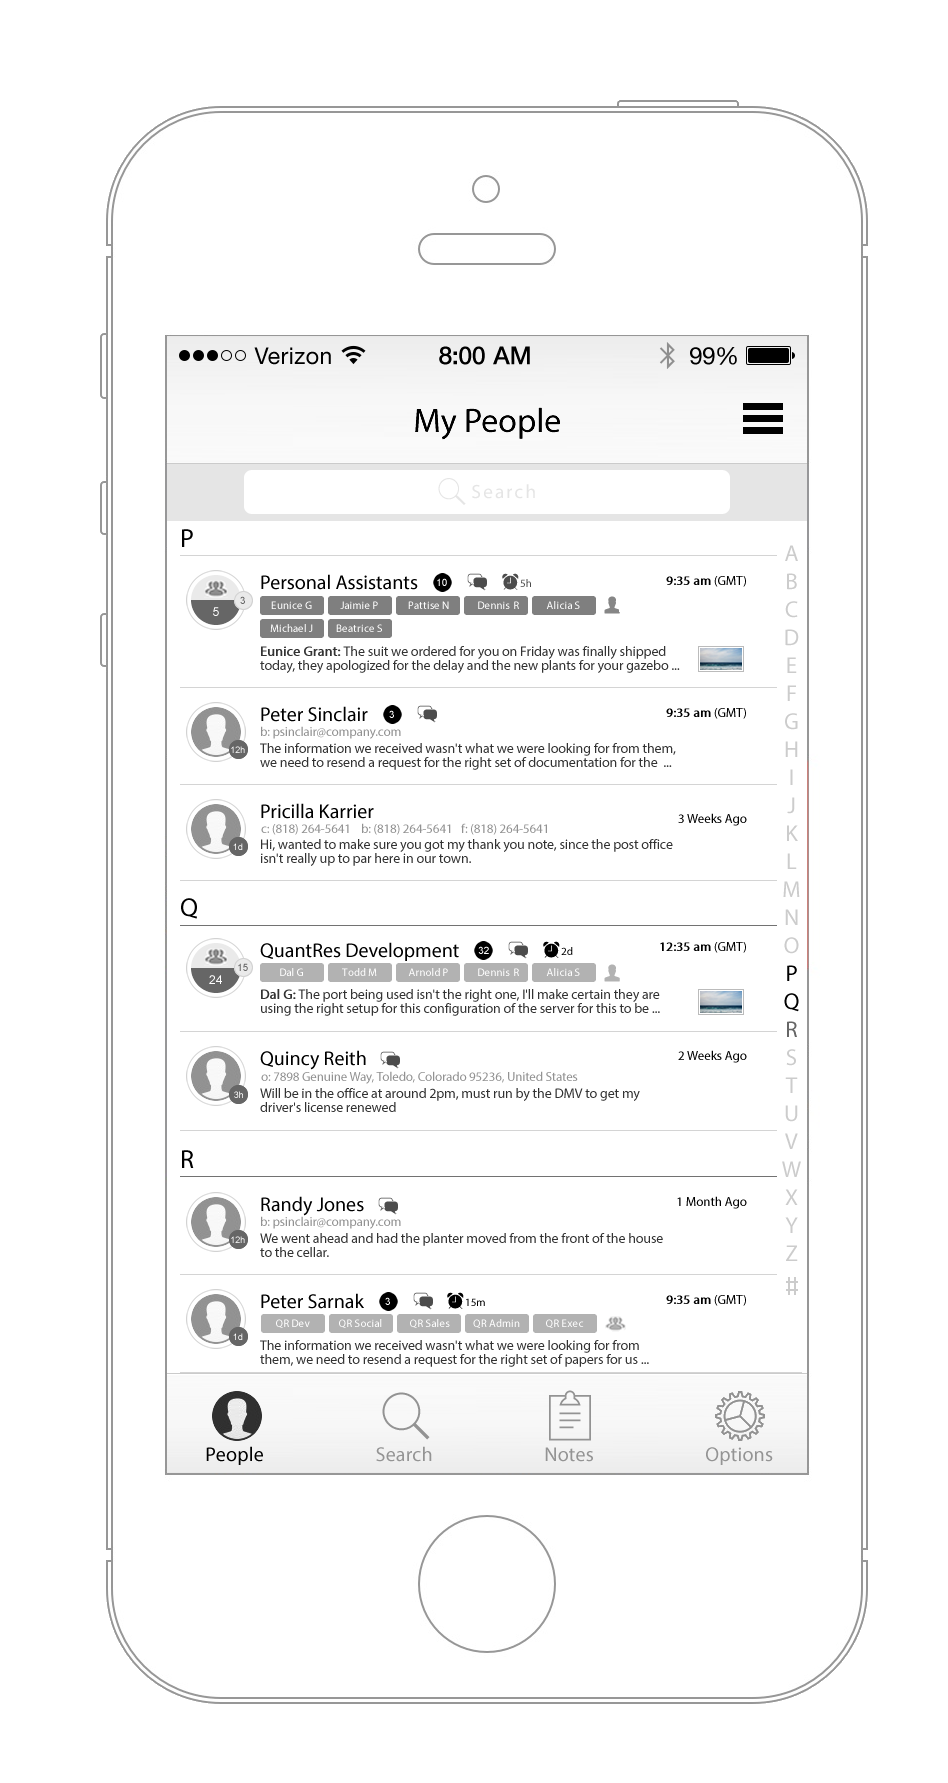 Verizon 8:00 AM 99%
My People
Search
P
Personal Assistants 10 5h 9:35 am (GMT)
3
5
Eunice G Jaimie P Pattise N Dennis R Alicia S
Michael J Beatrice S
Eunice Grant: The suit we ordered for you on Friday was finally shipped
today, they apologized for the delay and the new plants for your gazebo ...
Peter Sinclair 3 9:35 am (GMT)
b: psinclair@company.com
12h
The information we received wasn't what we were looking for from them,
we need to resend a request for the right set of documentation for the ...
Pricilla Karrier
3 Weeks Ago
c: (818) 264-5641 b: (818) 264-5641 f: (818) 264-5641
1d
Hi, wanted to make sure you got my thank you note, since the post office
isn't really up to par here in our town.
Q
QuantRes Development 32 2d 12:35 am (GMT)
15
24
Dal G Todd M Arnold P Dennis R Alicia S
Dal G: The port being used isn't the right one, I'll make certain they are
using the right setup for this configuration of the server for this to be ...
Quincy Reith 2 Weeks Ago
o: 7898 Genuine Way, Toledo, Colorado 95236, United States
3h
Will be in the office at around 2pm, must run by the DMV to get my
driver's license renewed
R
Randy Jones 1 Month Ago
b: psinclair@company.com
12h
We went ahead and had the planter moved from the front of the house
to the cellar.
Peter Sarnak 3 15m 9:35 am (GMT)
QR Dev QR Social QR Sales QR Admin QR Exec
1d
The information we received wasn't what we were looking for from
them, we need to resend a request for the right set of papers for us ...
A
B
C
D
E
F
G
H
I
J
K
L
M
N
O
P
Q
R
S
T
U
V
W
X
Y
Z
#
People Search Notes Options